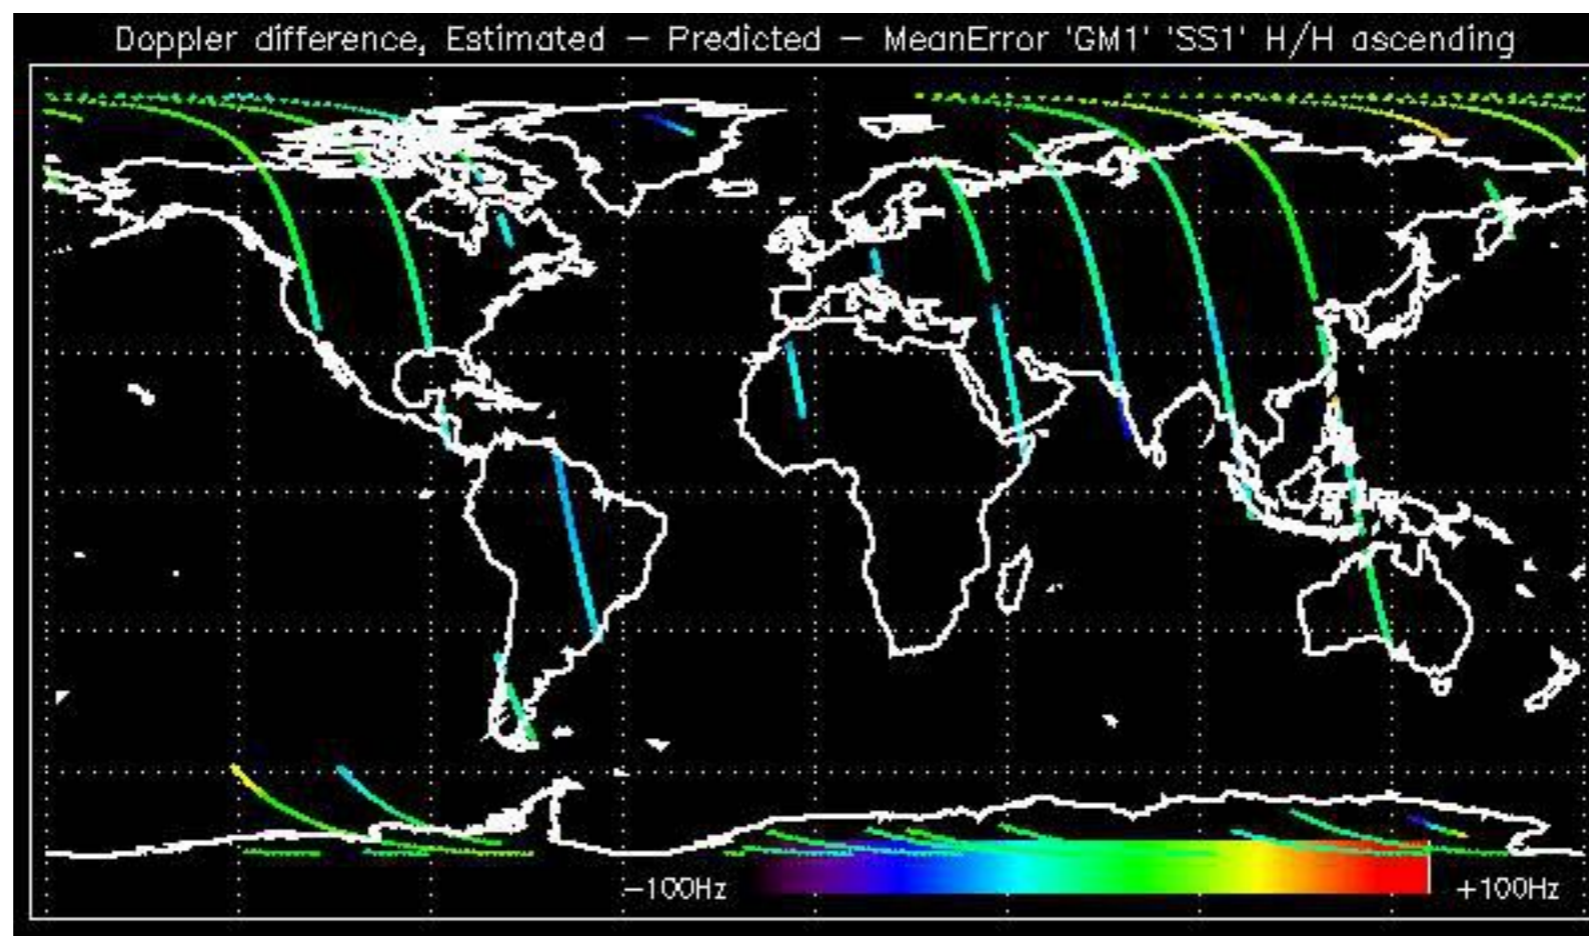 Doppler difference, Estimated – Predicted – MeanError 'GM1' 'SS1' H/H ascending
–100Hz +100Hz